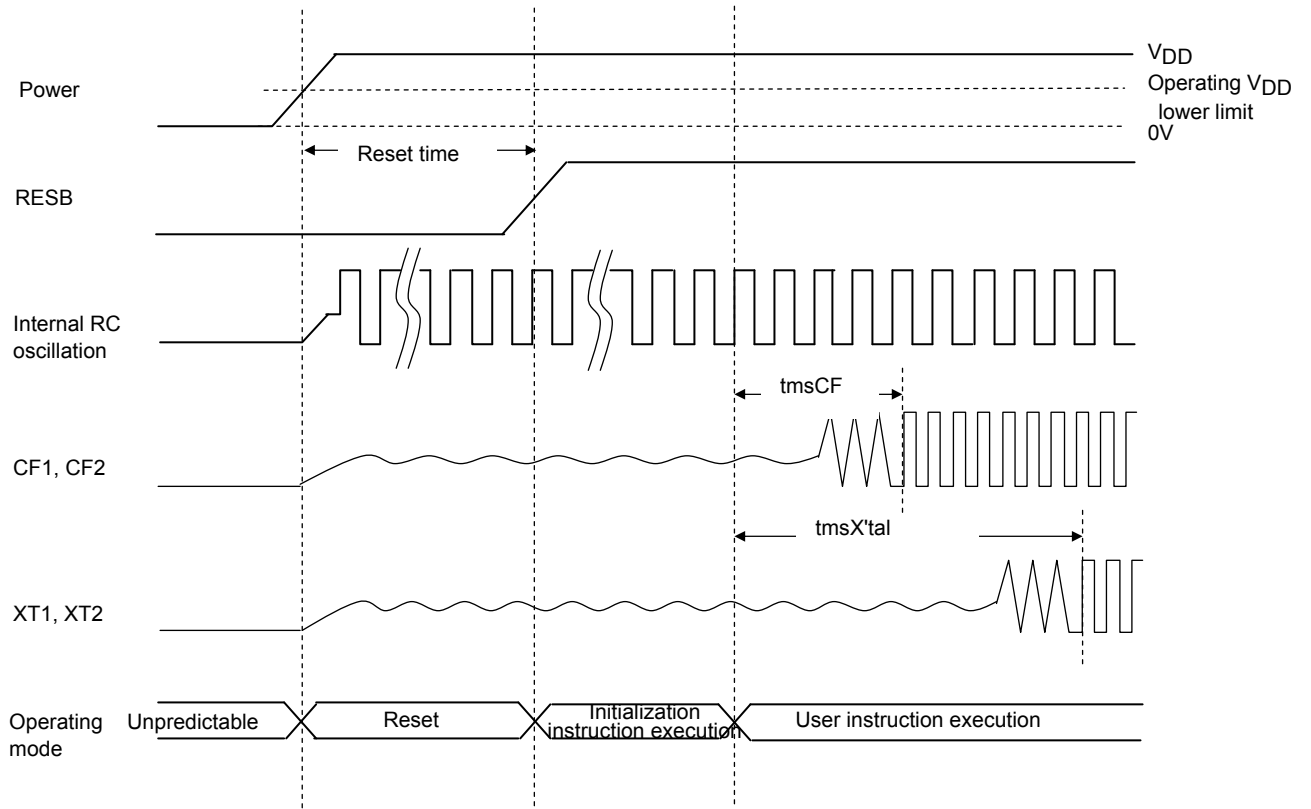 VDD
Power
Operating VDD
lower limit
0V
Reset time
RESB
Internal RC
oscillation
tmsCF
CF1, CF2
tmsX'tal
XT1, XT2
Operating
mode
Unpredictable
Reset
Initialization
instruction execution
User instruction execution